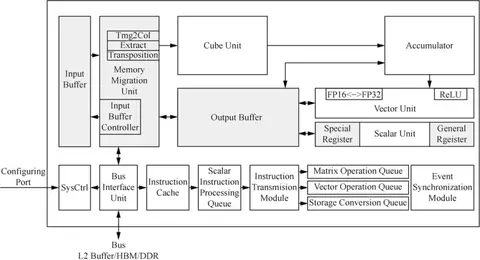 Tmg2Col
Extract
Transposition
Input
Buffer
Memory
Migration
Unit
Input
Buffer
Controller
Cube Unit
Accumulator
Output Buffer
FP16<->FP32
ReLU
Vector Unit
Special
Register
Scalar Unit
General
Rgeister
Configuring
Port
SysCtrl
Bus
Interface
Unit
Instruction
Cache
Scalar
Instruction
Processing
Queue
Instruction
Transmision
Module
Matrix Operation Queue
Vector Operation Queue
Storage Conversion Queue
Event
Synchronization
Module
Bus
L2 Buffer/HBM/DDR